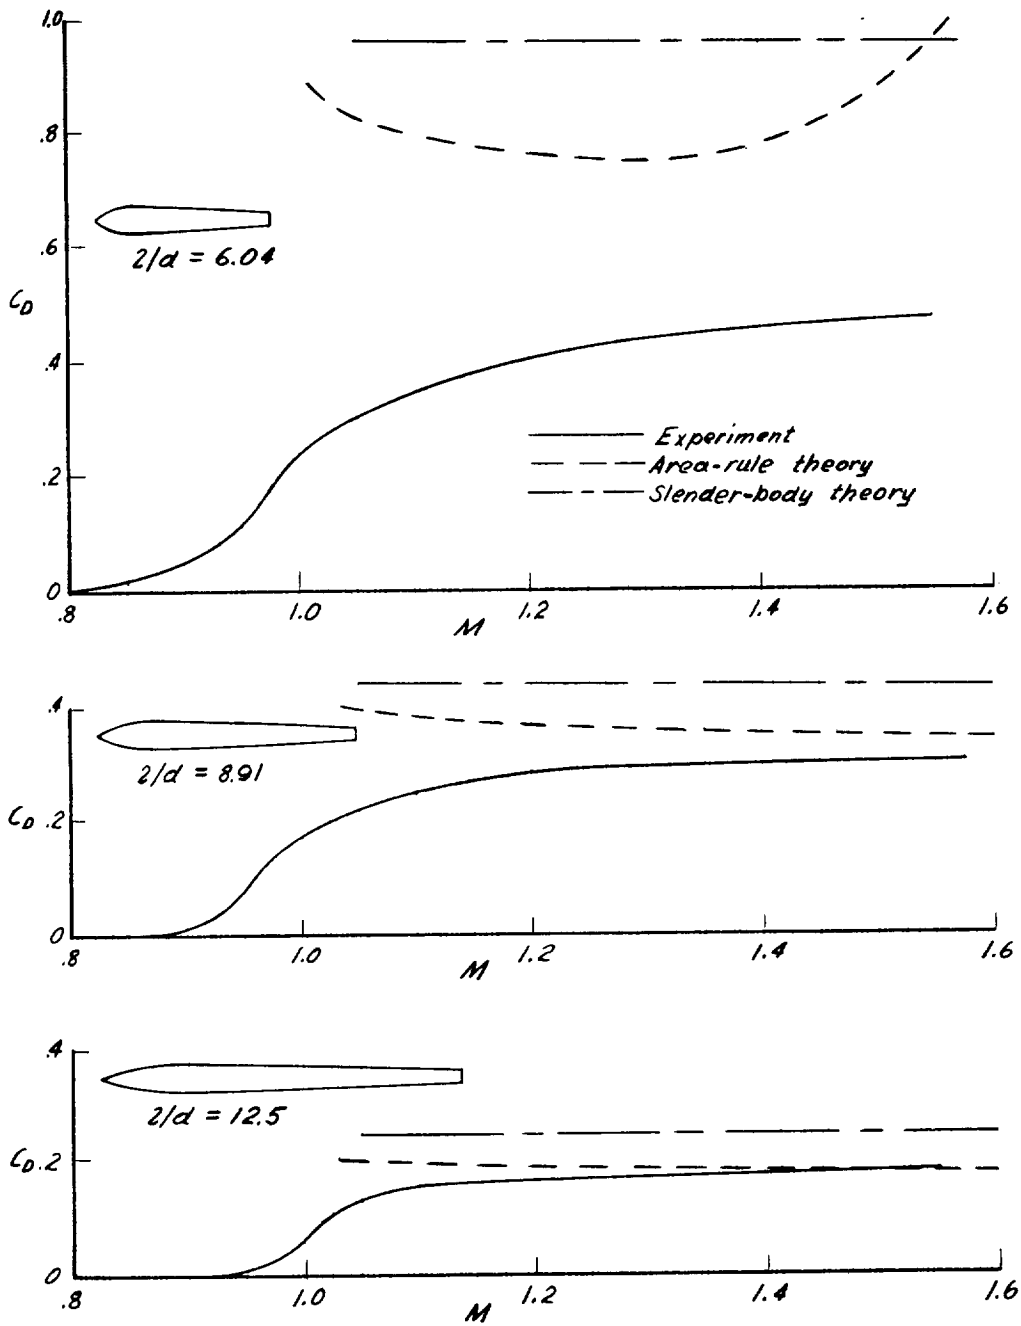 1.0
.8
l/d = 6.04
.6
C_D
.4
Experiment
Area-rule theory
.2
Slender-body theory
0
.8 1.0 1.2 1.4 1.6
M
.4
l/d = 8.91
C_D .2
0
.8 1.0 1.2 1.4 1.6
M
.4
l/d = 12.5
C_D .2
0
.8 1.0 1.2 1.4 1.6
M